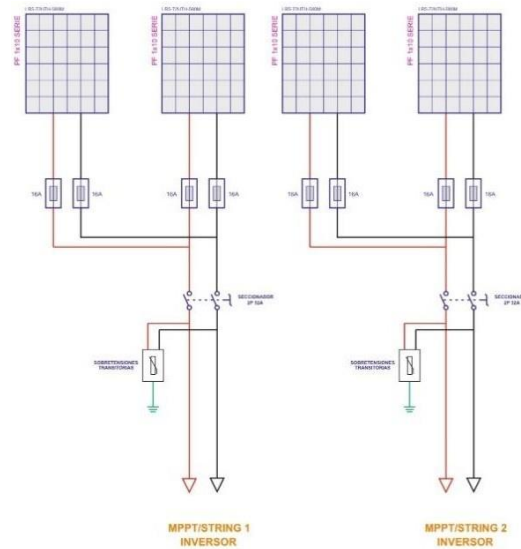 PF 1x10 SERIE
PF 1x10 SERIE
PF 1x10 SERIE
PF 1x10 SERIE
16A
16A
16A
16A
16A
16A
16A
16A
SECCIONADOR
SECCIONADOR
SOBRETENSIONES
TRANSITORIAS
SOBRETENSIONES
TRANSITORIAS
MPPT/STRING 1
INVERSOR
MPPT/STRING 2
INVERSOR